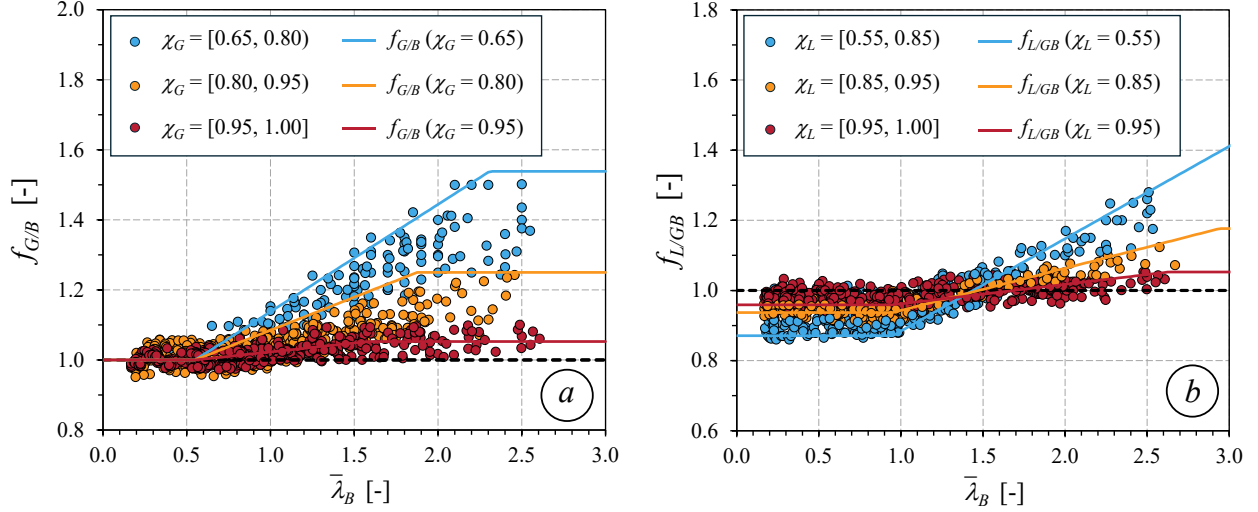 2.0
1.8
1.6
1.4
1.2
1.0
0.8
f_{G/B} [-]
χ_G = [0.65, 0.80) f_{G/B} (χ_G = 0.65)
χ_G = [0.80, 0.95) f_{G/B} (χ_G = 0.80)
χ_G = [0.95, 1.00] f_{G/B} (χ_G = 0.95)
a
0.0 0.5 1.0 1.5 2.0 2.5 3.0
λ̅_B [-]
1.8
1.6
1.4
1.2
1.0
0.8
0.6
f_{L/GB} [-]
χ_L = [0.55, 0.85) f_{L/GB} (χ_L = 0.55)
χ_L = [0.85, 0.95) f_{L/GB} (χ_L = 0.85)
χ_L = [0.95, 1.00] f_{L/GB} (χ_L = 0.95)
b
0.0 0.5 1.0 1.5 2.0 2.5 3.0
λ̅_B [-]